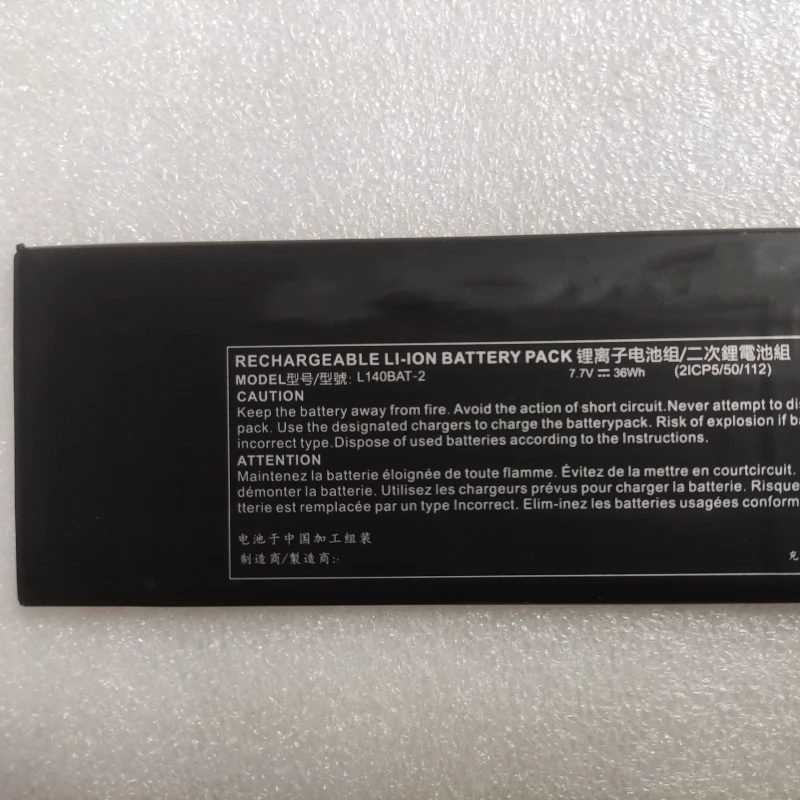 RECHARGEABLE LI-ION BATTERY PACK 锂离子电池组/二次鋰電池組
MODEL型号/型號: L140BAT-2 7.7V ⎓ 36Wh (2ICP5/50/112)
CAUTION
Keep the battery away from fire. Avoid the action of short circuit.Never attempt to
pack. Use the designated chargers to charge the batterypack. Risk of explosion if
incorrect type.Dispose of used batteries according to the Instructions.
ATTENTION
Maintenez la batterie éloignée de toute flamme. Évitez de la mettre en courtcircuit.
démonter la batterie. Utilisez les chargeurs prévus pour charger la batterie. Risque
tterie est remplacée par un type Incorrect. Elim-inez les batteries usagées
电池于中国加工组装
制造商/製造商:
充